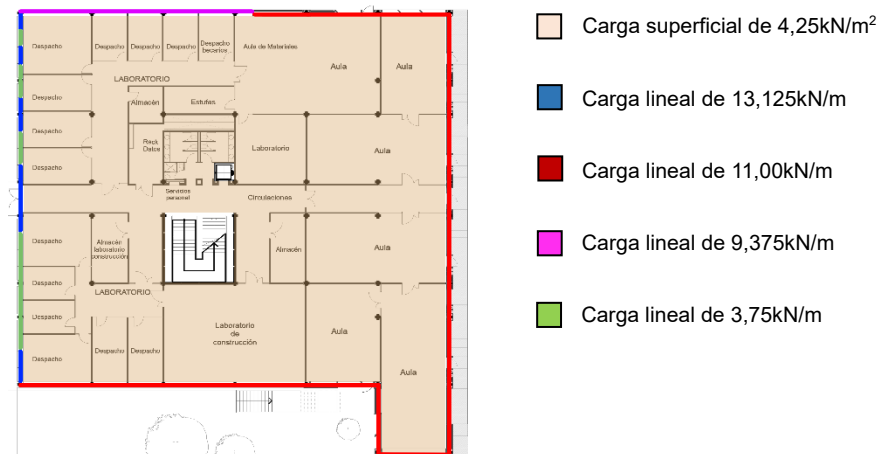 Despacho
Despacho
Despacho
Despacho
Despacho
becarios
Aula de Materiales
Aula
Aula
LABORATORIO
Despacho
Almacén
Estufas
Despacho
Rack
Datos
Laboratorio
Aula
Despacho
Servicios
personal
Circulaciones
Despacho
Almacén
laboratorio
construcción
Almacén
Aula
Despacho
LABORATORIO
Despacho
Laboratorio
de
construcción
Aula
Despacho
Despacho
Despacho
Aula
Carga superficial de 4,25kN/m²
Carga lineal de 13,125kN/m
Carga lineal de 11,00kN/m
Carga lineal de 9,375kN/m
Carga lineal de 3,75kN/m